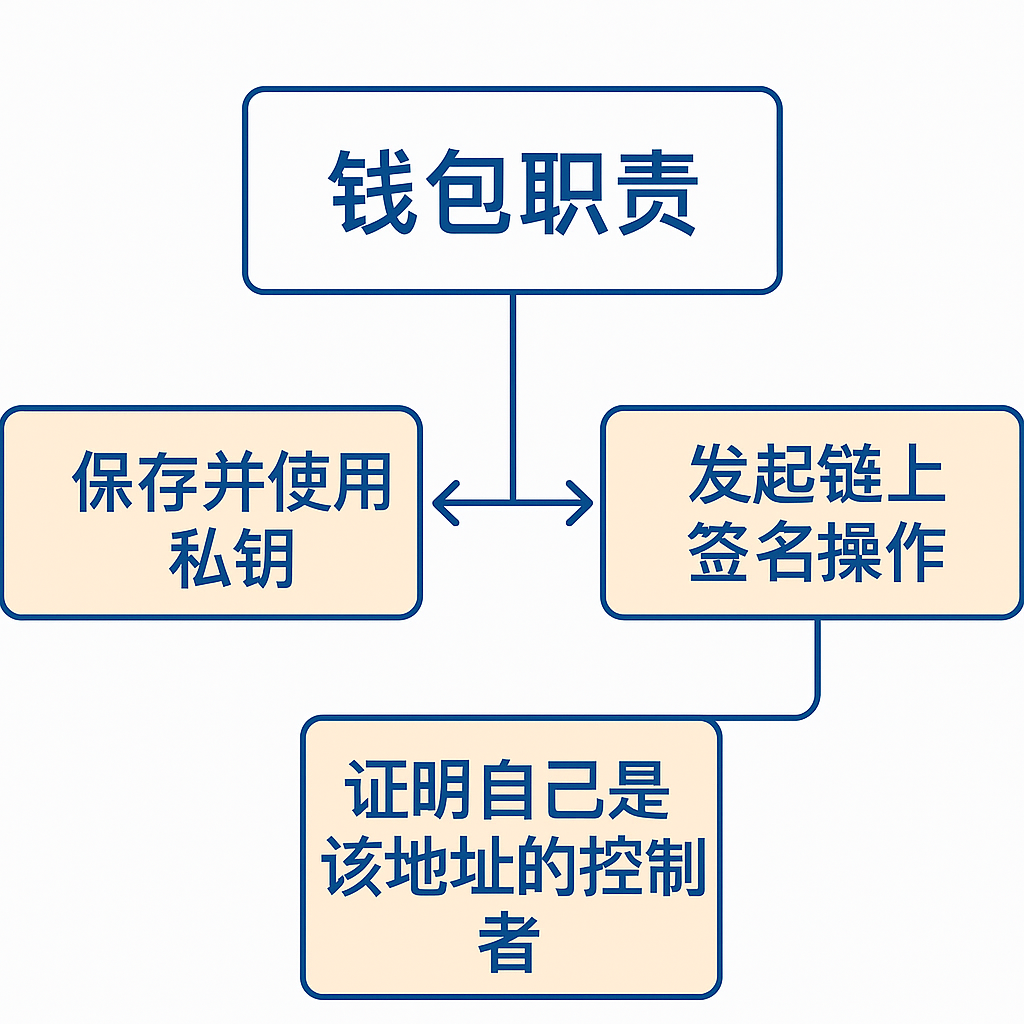 钱包职责
保存并使用
私钥
发起链上
签名操作
证明自己是
该地址的控制
者